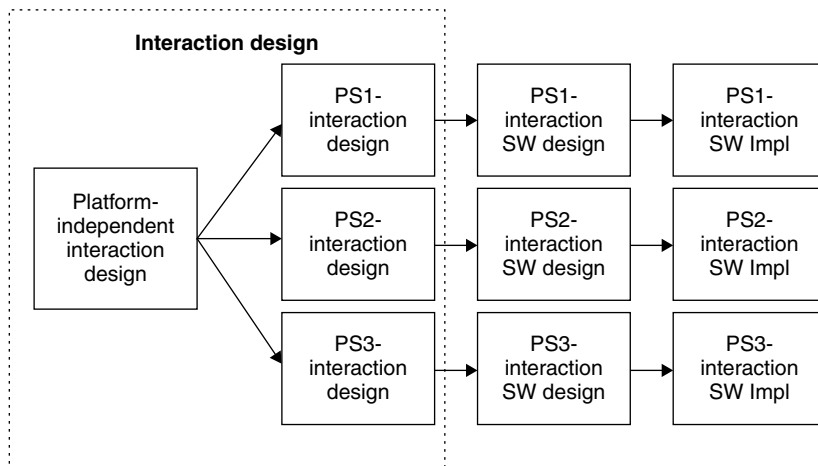 Interaction design
PS1-
interaction
design
PS1-
interaction
SW design
PS1-
interaction
SW Impl
Platform-
independent
interaction
design
PS2-
interaction
design
PS2-
interaction
SW design
PS2-
interaction
SW Impl
PS3-
interaction
design
PS3-
interaction
SW design
PS3-
interaction
SW Impl